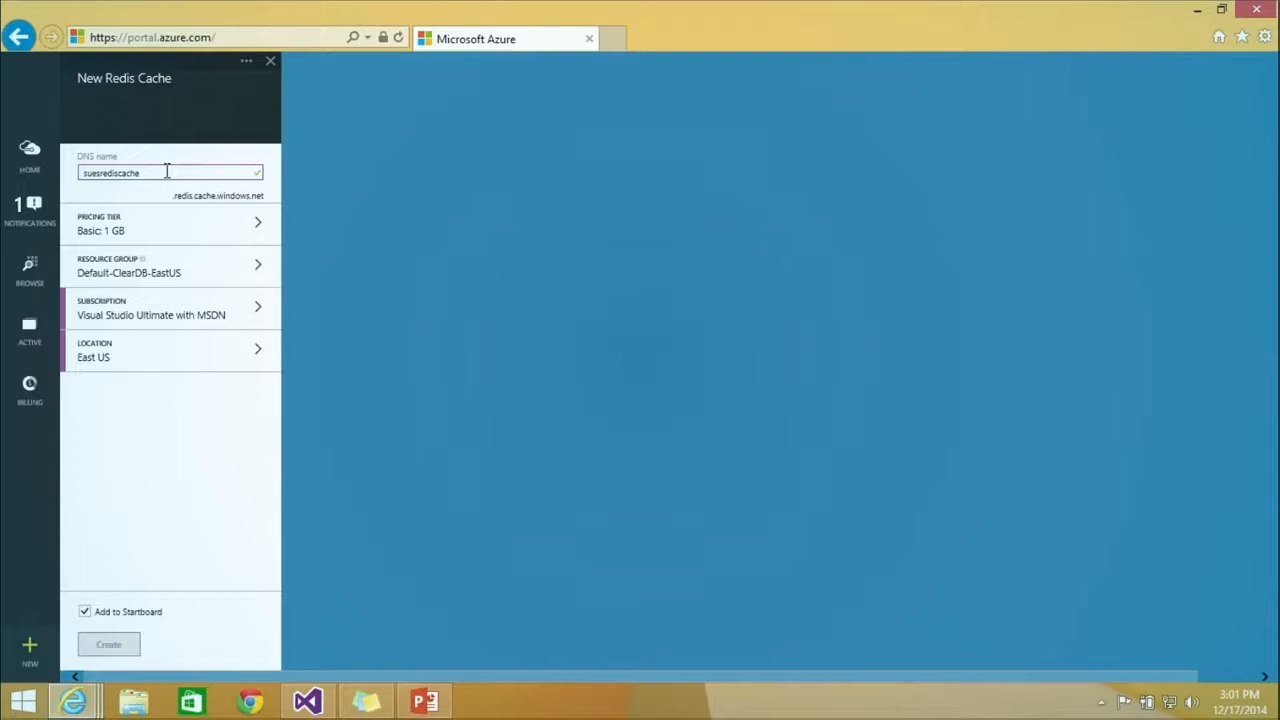 https://portal.azure.com/
Microsoft Azure
New Redis Cache
HOME
1
NOTIFICATIONS
BROWSE
ACTIVE
BILLING
NEW
DNS name
suesrediscache
.redis.cache.windows.net
PRICING TIER
Basic: 1 GB
RESOURCE GROUP
Default-ClearDB-EastUS
SUBSCRIPTION
Visual Studio Ultimate with MSDN
LOCATION
East US
Add to Startboard
Create
3:01 PM
12/17/2014